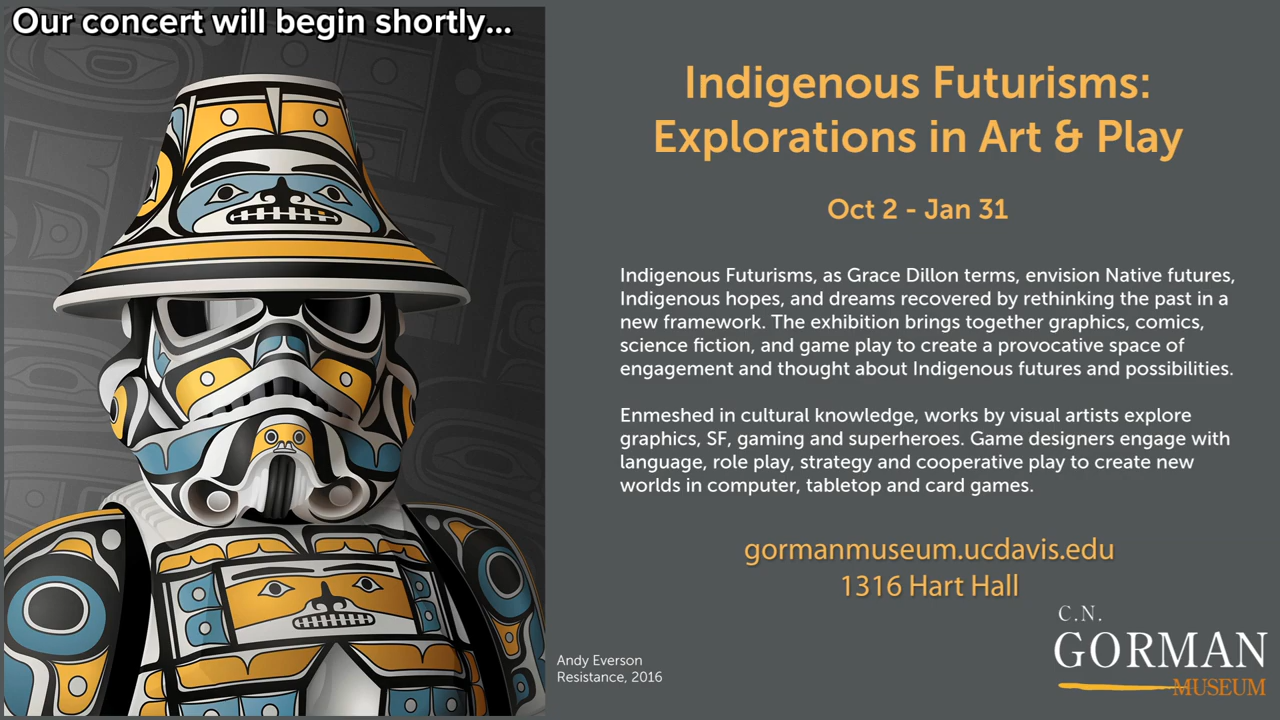 Our concert will begin shortly...
Indigenous Futurisms:
Explorations in Art & Play
Oct 2 - Jan 31
Indigenous Futurisms, as Grace Dillon terms, envision Native futures,
Indigenous hopes, and dreams recovered by rethinking the past in a
new framework. The exhibition brings together graphics, comics,
science fiction, and game play to create a provocative space of
engagement and thought about Indigenous futures and possibilities.
Enmeshed in cultural knowledge, works by visual artists explore
graphics, SF, gaming and superheroes. Game designers engage with
language, role play, strategy and cooperative play to create new
worlds in computer, tabletop and card games.
gormanmuseum.ucdavis.edu
1316 Hart Hall
C.N.
GORMAN
MUSEUM
Andy Everson
Resistance, 2016